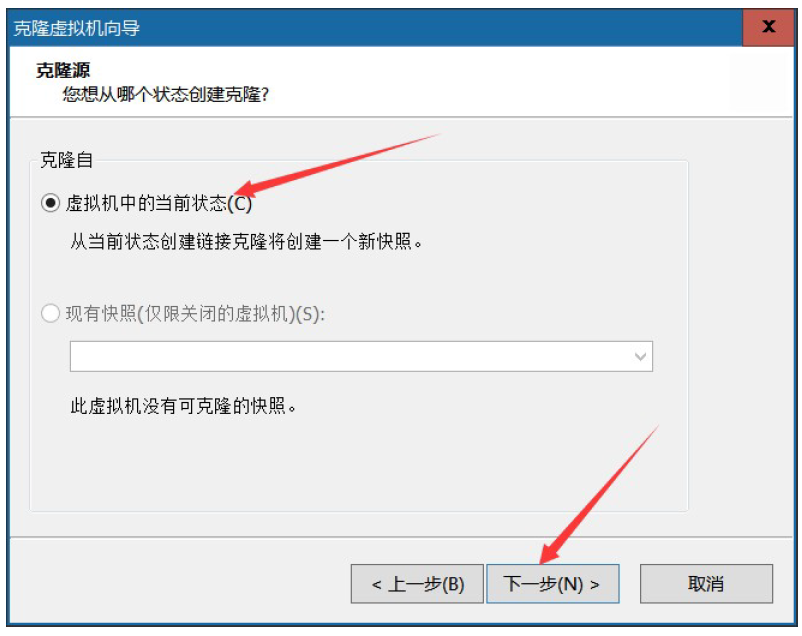 克隆虚拟机向导
X
克隆源
您想从哪个状态创建克隆?
克隆自
虚拟机中的当前状态(C)
从当前状态创建链接克隆将创建一个新快照。
现有快照(仅限关闭的虚拟机)(S):
此虚拟机没有可克隆的快照。
< 上一步(B) 下一步(N) > 取消